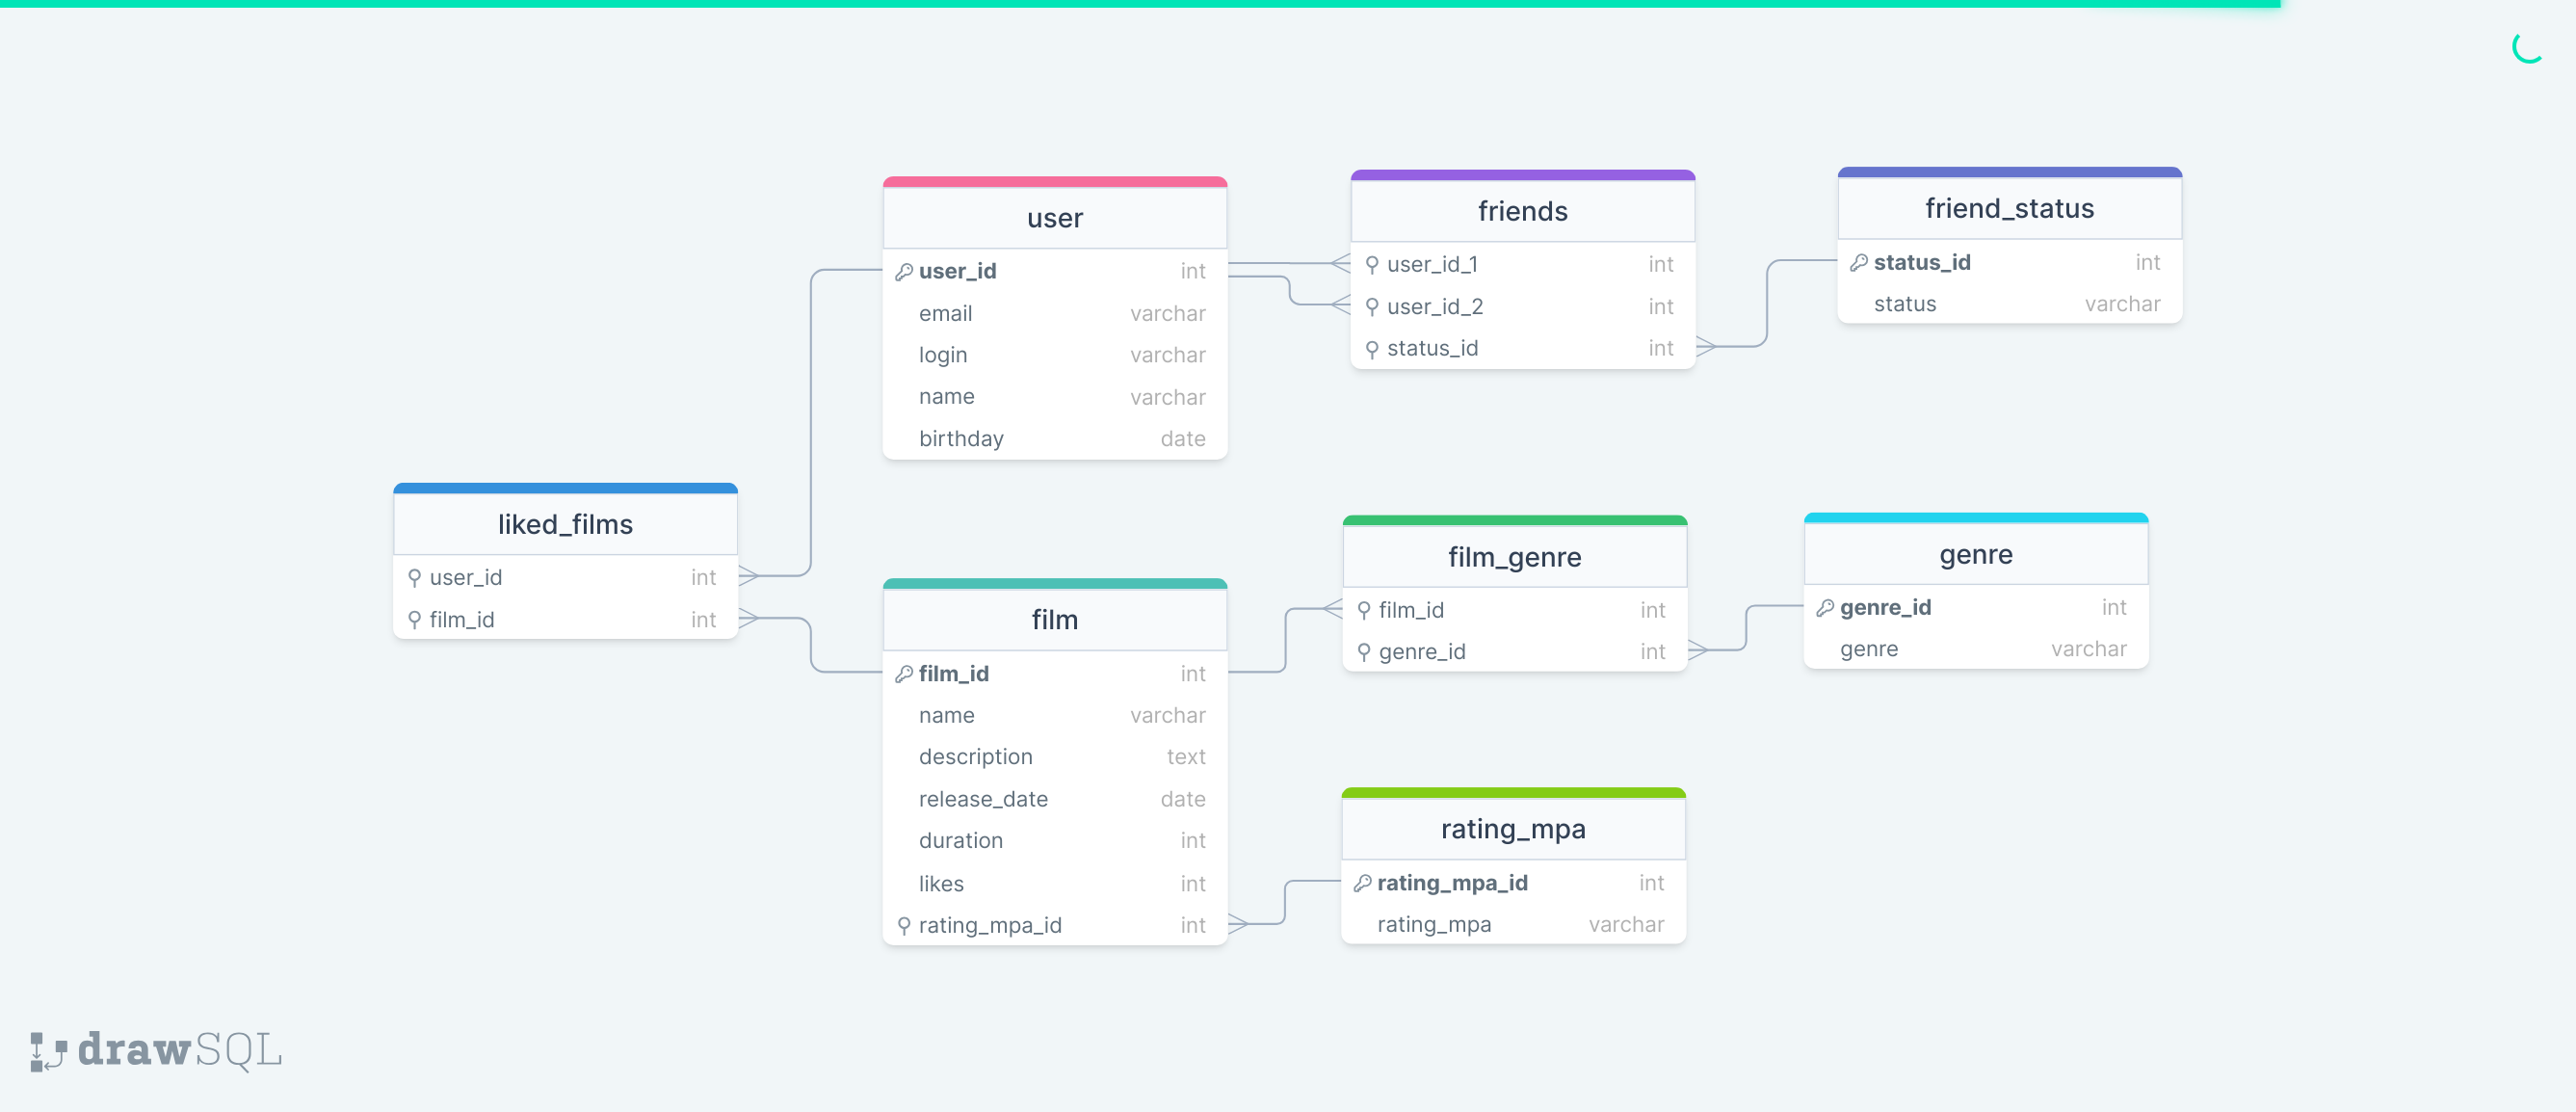 user
user_id int
email varchar
login varchar
name varchar
birthday date
friends
user_id_1 int
user_id_2 int
status_id int
friend_status
status_id int
status varchar
liked_films
user_id int
film_id int
film
film_id int
name varchar
description text
release_date date
duration int
likes int
rating_mpa_id int
film_genre
film_id int
genre_id int
genre
genre_id int
genre varchar
rating_mpa
rating_mpa_id int
rating_mpa varchar
drawSQL